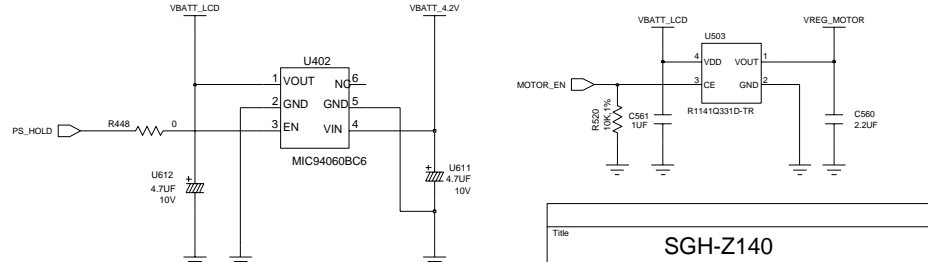 VBATT_LCD
VBATT_4.2V
U402
1 VOUT NC 6
2 GND GND 5
3 EN VIN 4
MIC94060BC6
PS_HOLD
R448 0
U612
4.7UF
10V
U611
4.7UF
10V
VBATT_LCD
VREG_MOTOR
U503
4 VDD VOUT 1
3 CE GND 2
R1141Q331D-TR
MOTOR_EN
R520
10K,1%
C561
1UF
C560
2.2UF
Title
SGH-Z140